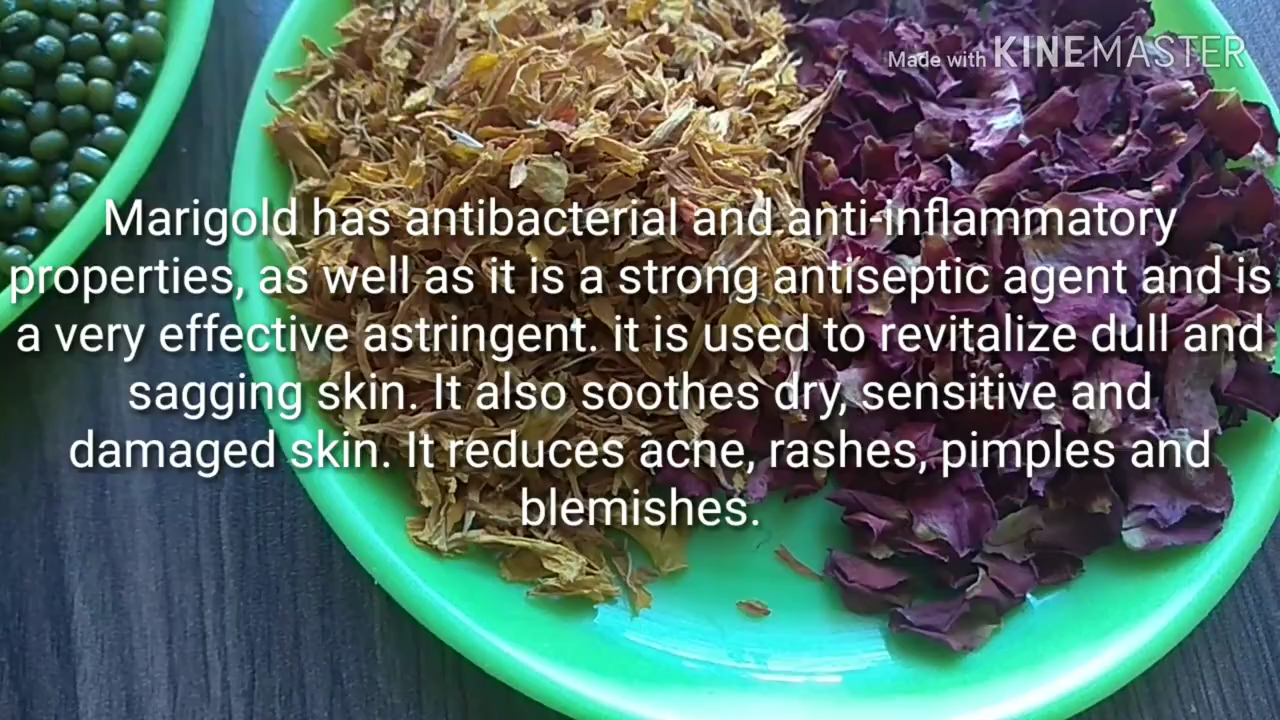 Made with KINEMASTER
Marigold has antibacterial and anti-inflammatory
properties, as well as it is a strong antiseptic agent and is
a very effective astringent. it is used to revitalize dull and
sagging skin. It also soothes dry, sensitive and
damaged skin. It reduces acne, rashes, pimples and
blemishes.